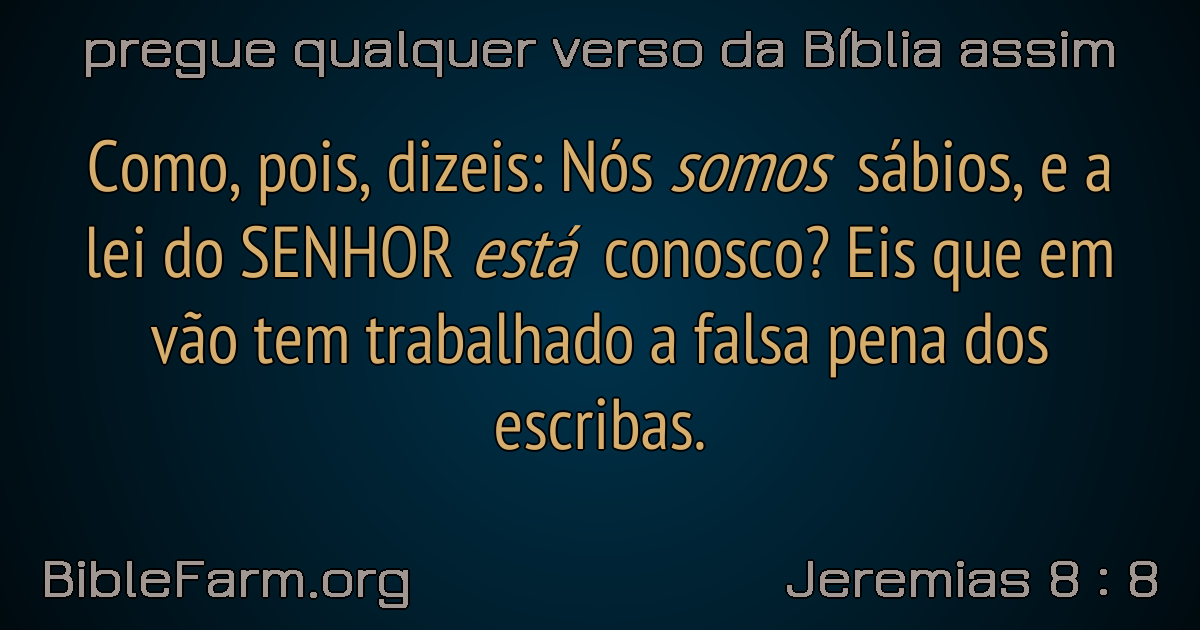 pregue qualquer verso da Bíblia assim
Como, pois, dizeis: Nós somos sábios, e a
lei do SENHOR está conosco? Eis que em
vão tem trabalhado a falsa pena dos
escribas.
BibleFarm.org
Jeremias 8 : 8